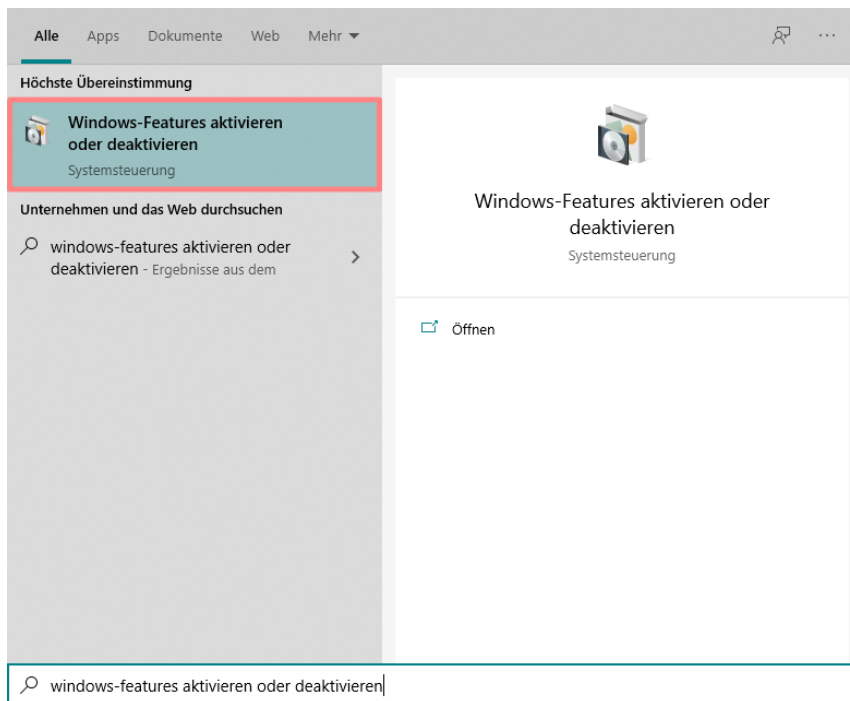 Alle Apps Dokumente Web Mehr
Höchste Übereinstimmung
Windows-Features aktivieren
oder deaktivieren
Systemsteuerung
Unternehmen und das Web durchsuchen
windows-features aktivieren oder
deaktivieren - Ergebnisse aus dem
Windows-Features aktivieren oder
deaktivieren
Systemsteuerung
Öffnen
windows-features aktivieren oder deaktivieren